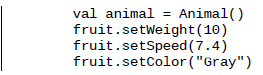 val animal = Animal()
fruit.setWeight(10)
fruit.setSpeed(7.4)
fruit.setColor("Gray")